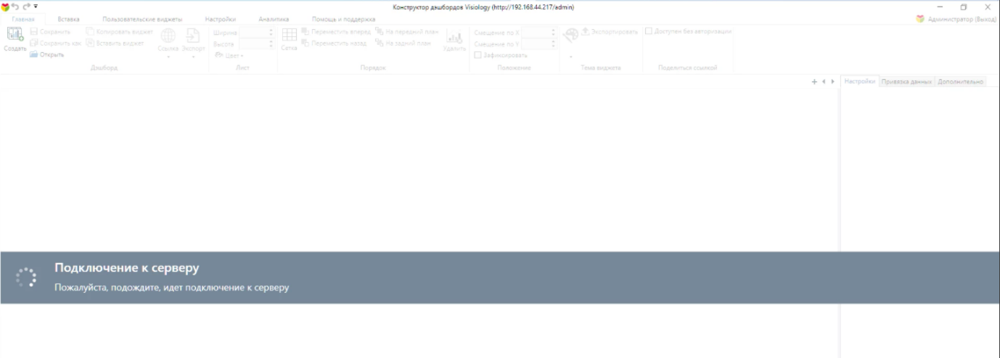 Конструктор дэшбордов Visiology (http://192.168.44.217/admin)
Главная Вставка Пользовательские виджеты Настройки Аналитика Помощь и поддержка Администратор (Выход)
Создать
Сохранить
Сохранить как
Открыть
Копировать виджет
Вставить виджет
Ссылка
Экспорт
Дэшборд
Ширина
Высота
Цвет
Лист
Сетка
Переместить вперед
Переместить назад
На передний план
На задний план
Удалить
Порядок
Смещение по X
Смещение по Y
Зафиксировать
Положение
Экспортировать
Тема виджета
Доступен без авторизации
Поделиться ссылкой
Настройки Привязка данных Дополнительно
Подключение к серверу
Пожалуйста, подождите, идет подключение к серверу